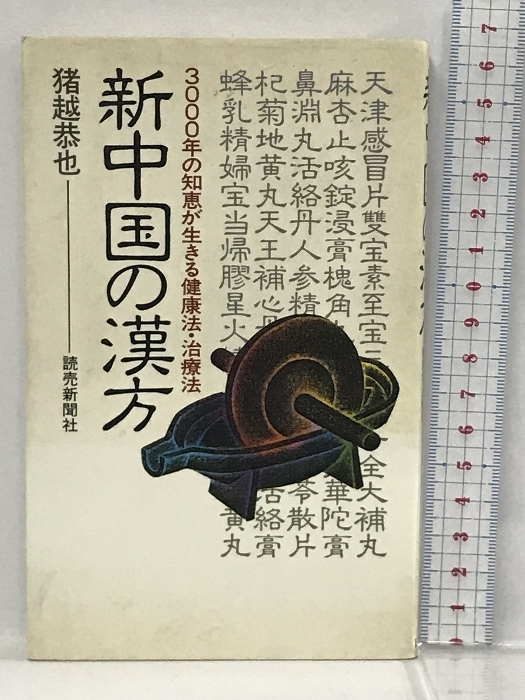 天津感冒片雙宝素至宝三
全大補丸
麻杏止咳錠浸膏槐角
華陀膏
鼻淵丸活絡丹人参精
苓散片
杞菊地黄丸天王補心丹
活絡膏
蜂乳精婦宝当帰膠星火
黄丸
3000年の知恵が生きる健康法・治療法
新中国の漢方
猪越恭也
読売新聞社